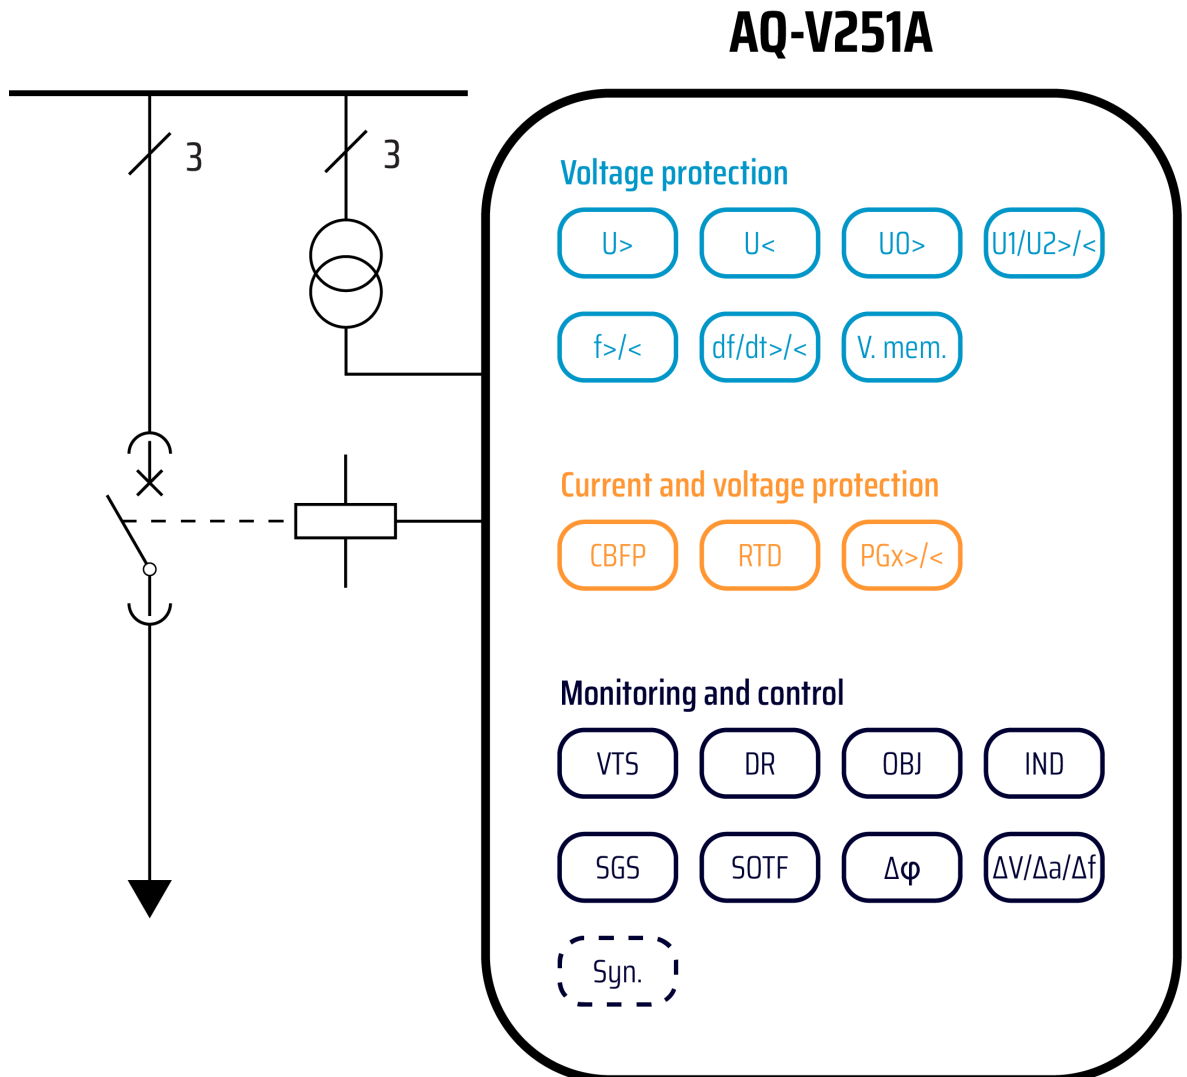 AQ-V251A
3
3
Voltage protection
U> U< U0> U1/U2>/<
f>/< df/dt>/< V. mem.
Current and voltage protection
CBFP RTD PGx>/<
Monitoring and control
VTS DR OBJ IND
SGS SOTF Δφ ΔV/Δa/Δf
Syn.